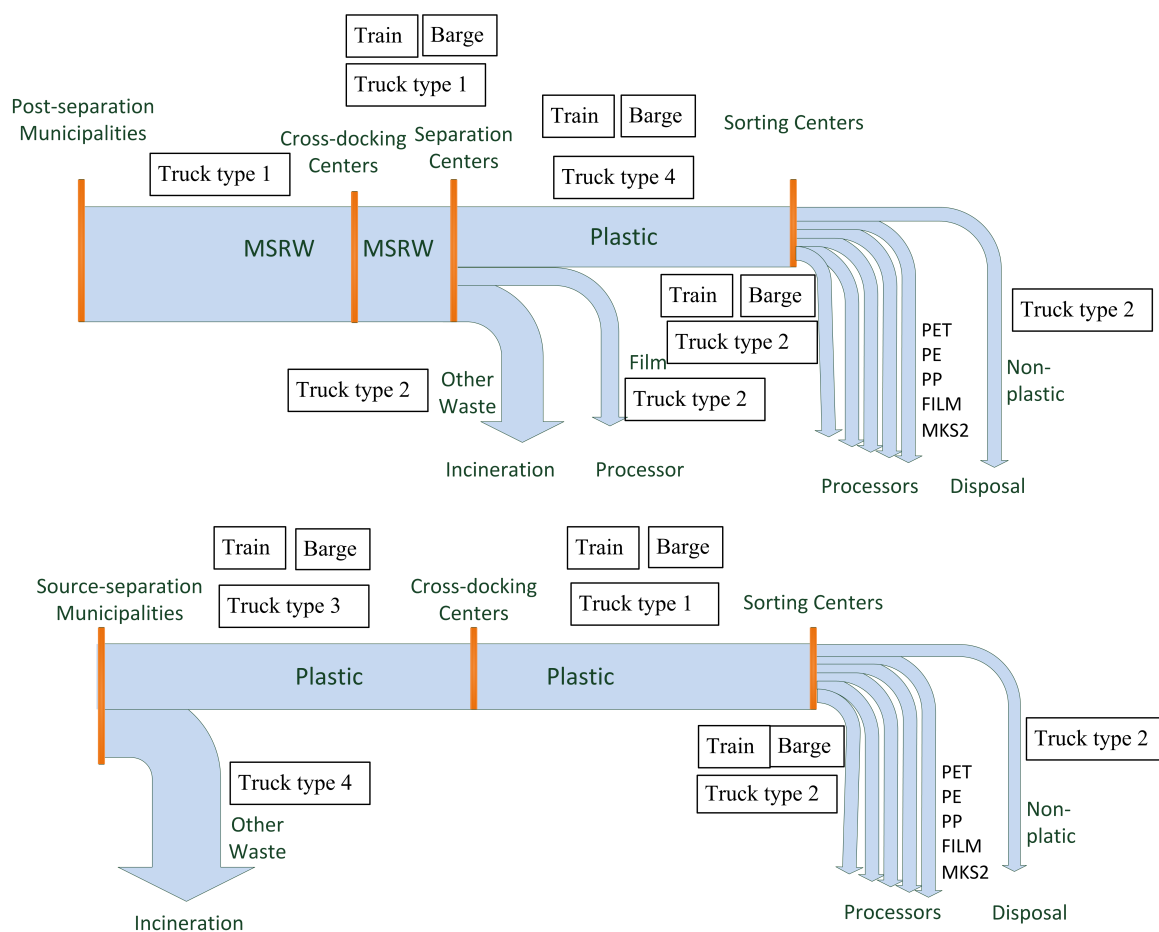 Train
Barge
Truck type 1
Post-separation
Municipalities
Truck type 1
Cross-docking
Centers
Separation
Centers
Train
Barge
Truck type 4
Sorting Centers
MSRW
MSRW
Plastic
Train
Barge
Truck type 2
Truck type 2
PET
PE
PP
FILM
MKS2
Non-
plastic
Truck type 2
Other
Waste
Film
Truck type 2
Incineration
Processor
Processors
Disposal
Train
Barge
Truck type 3
Train
Barge
Truck type 1
Source-separation
Municipalities
Cross-docking
Centers
Sorting Centers
Plastic
Plastic
Train
Barge
Truck type 2
Truck type 2
Truck type 4
Other
Waste
PET
PE
PP
FILM
MKS2
Non-
platic
Incineration
Processors
Disposal